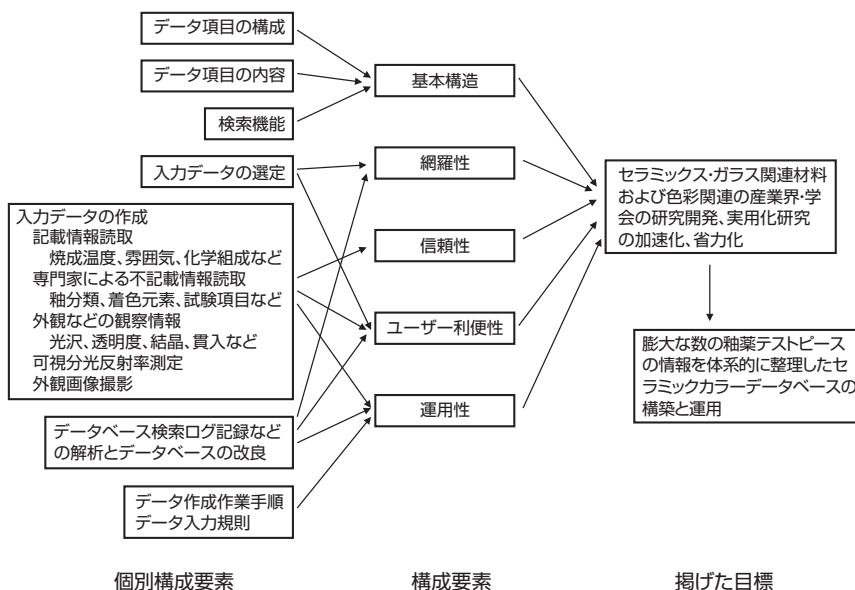 データ項目の構成
データ項目の内容
検索機能
入力データの選定
入力データの作成
記載情報読取
焼成温度、雰囲気、化学組成など
専門家による不記載情報読取
釉分類、着色元素、試験項目など
外観などの観察情報
光沢、透明度、結晶、貫入など
可視分光反射率測定
外観画像撮影
データベース検索ログ記録など
の解析とデータベースの改良
データ作成作業手順
データ入力規則
個別構成要素
基本構造
網羅性
信頼性
ユーザー利便性
運用性
構成要素
セラミックス・ガラス関連材料
および色彩関連の産業界・学
会の研究開発、実用化研究
の加速化、省力化
膨大な数の釉薬テストピース
の情報を体系的に整理したセ
ラミックカラーデータベースの
構築と運用
掲げた目標